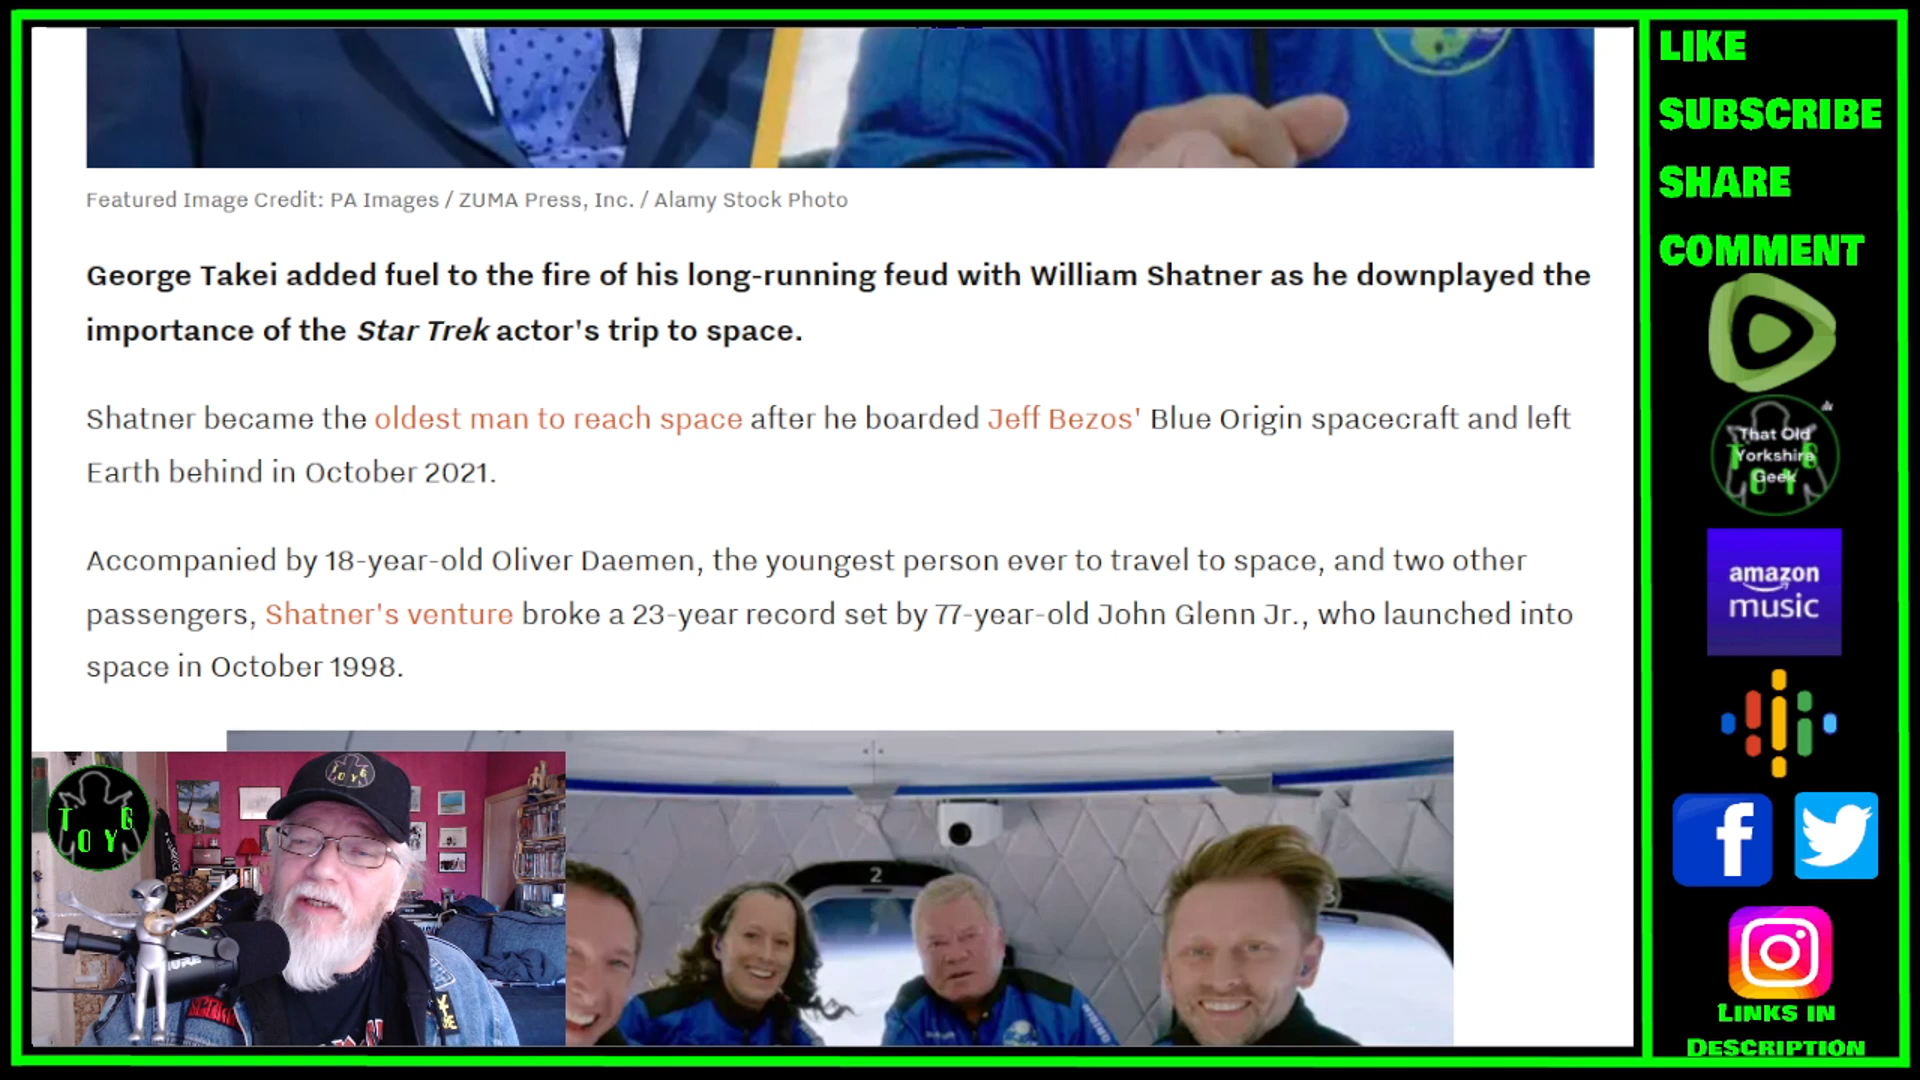 Featured Image Credit: PA Images / ZUMA Press, Inc. / Alamy Stock Photo
George Takei added fuel to the fire of his long-running feud with William Shatner as he downplayed the
importance of the Star Trek actor's trip to space.
Shatner became the oldest man to reach space after he boarded Jeff Bezos' Blue Origin spacecraft and left
Earth behind in October 2021.
Accompanied by 18-year-old Oliver Daemen, the youngest person ever to travel to space, and two other
passengers, Shatner's venture broke a 23-year record set by 77-year-old John Glenn Jr., who launched into
space in October 1998.
2
TOYG
TOYG
LIKE
SUBSCRIBE
SHARE
COMMENT
That Old
Yorkshire
Geek
amazon
music
LINKS IN
DESCRIPTION